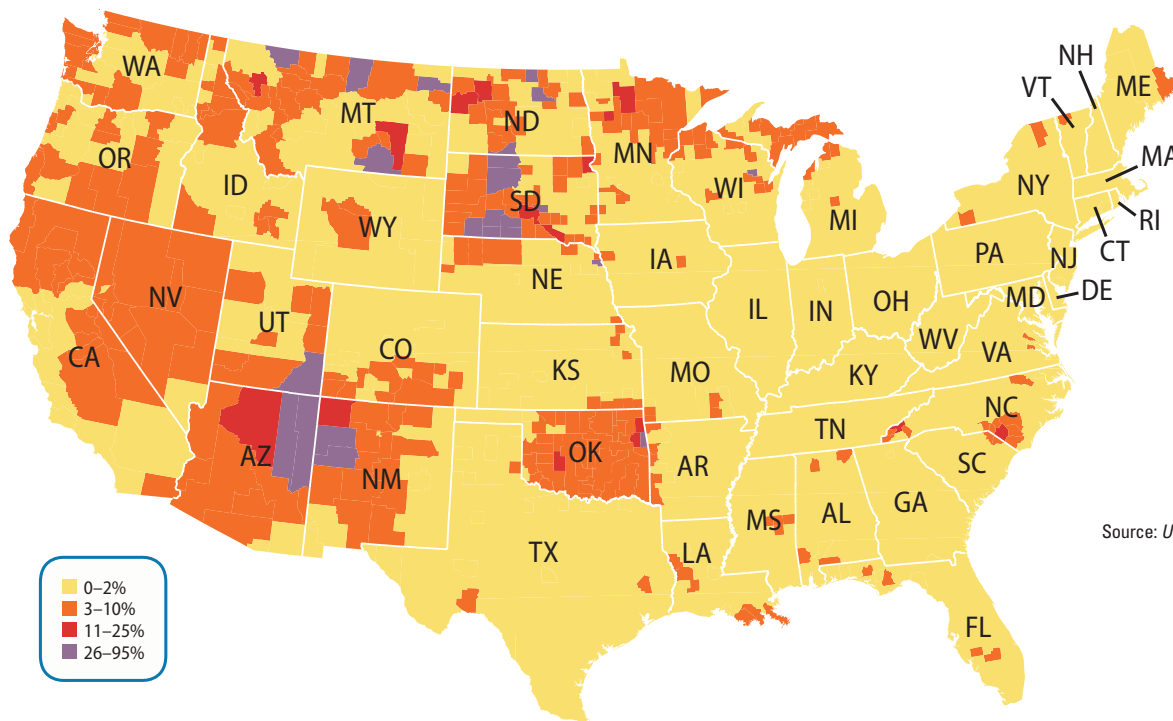 WA
MT
ND
MN
OR
ID
WY
SD
WI
MI
NY
VT
NH
ME
MA
RI
CT
PA
NJ
DE
MD
NV
UT
CO
NE
IA
IL
IN
OH
WV
VA
CA
KS
MO
KY
NC
AZ
NM
OK
AR
TN
SC
TX
LA
MS
AL
GA
FL
Source: U
0–2%
3–10%
11–25%
26–95%